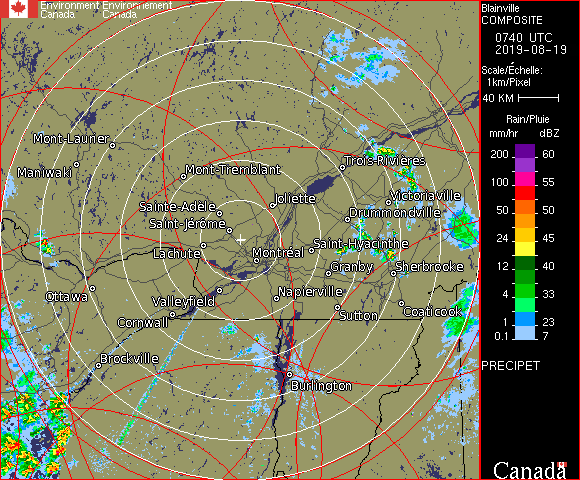 Environment Environnement
Canada Canada
Blainville
COMPOSITE
0740 UTC
2019-08-19
Scale/Échelle:
1km/Pixel
40 KM
Rain/Pluie
mm/hr dBZ
200 60
100 55
50 50
24 45
12 40
4 33
1 23
0.1 7
PRECIPET
Canada
Mont-Laurier
Maniwaki
Mont-Tremblant
Trois-Rivières
Joliette
Victoriaville
Sainte-Adèle
Drummondville
Saint-Jérôme
Lachute
Saint-Hyacinthe
Montréal
Granby
Sherbrooke
Ottawa
Valleyfield
Napierville
Coaticook
Cornwall
Sutton
Brockville
Burlington